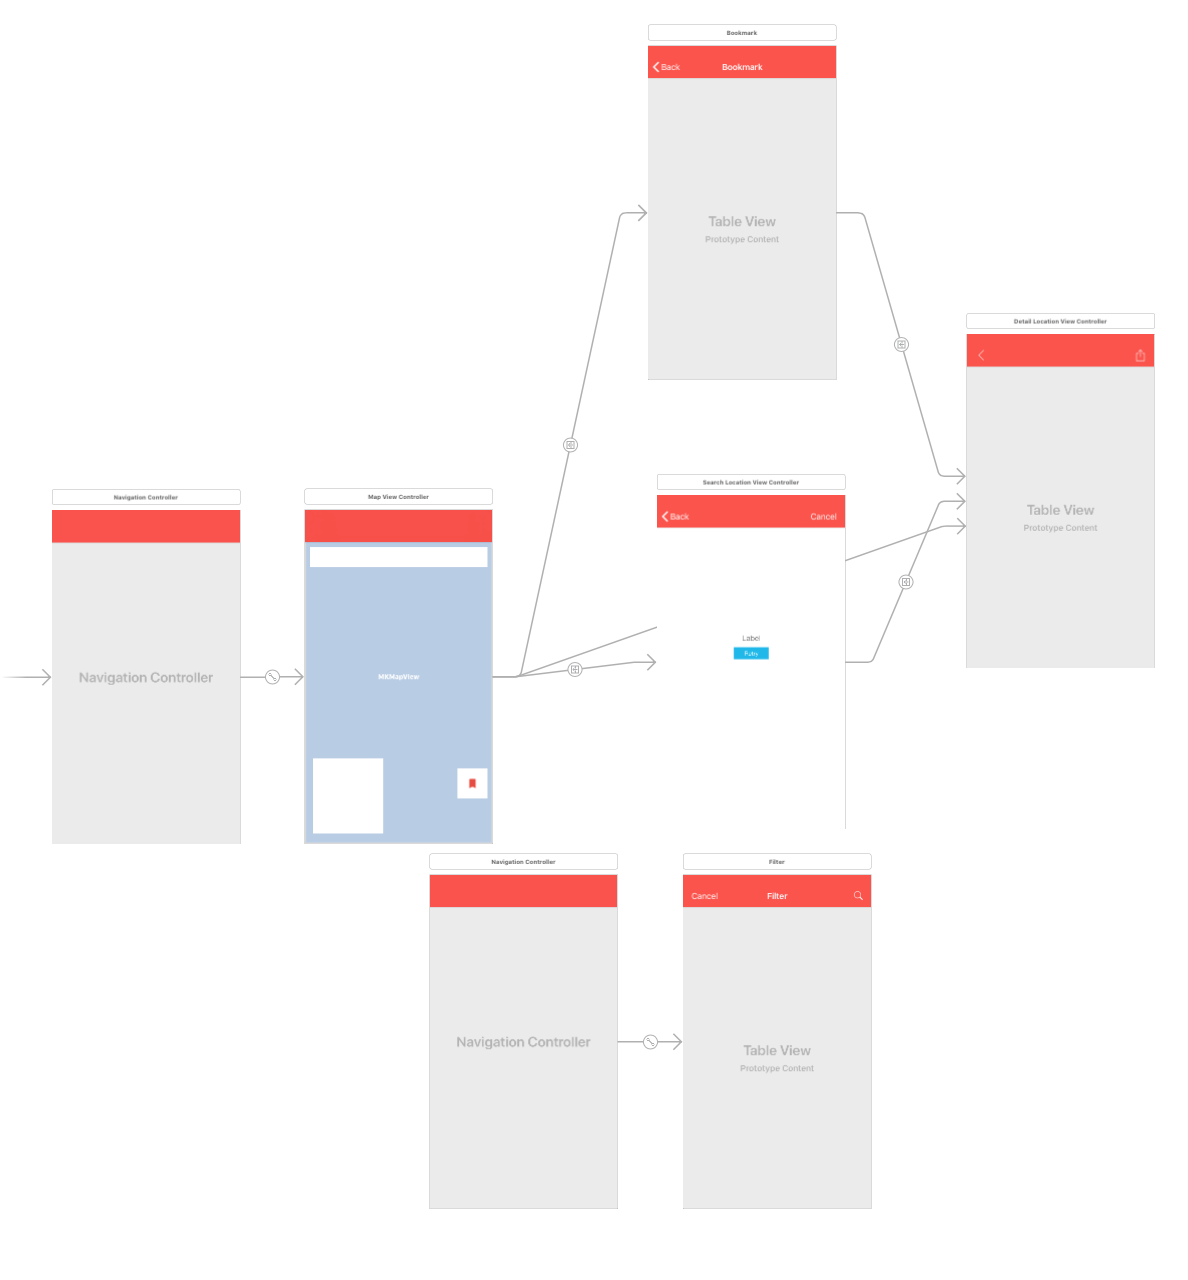 Bookmark
Back
Bookmark
Table View
Prototype Content
Detail Location View Controller
Table View
Prototype Content
Search Location View Controller
Back
Cancel
Label
Navigation Controller
Navigation Controller
Map View Controller
MKMapView
Navigation Controller
Navigation Controller
Filter
Cancel
Filter
Table View
Prototype Content